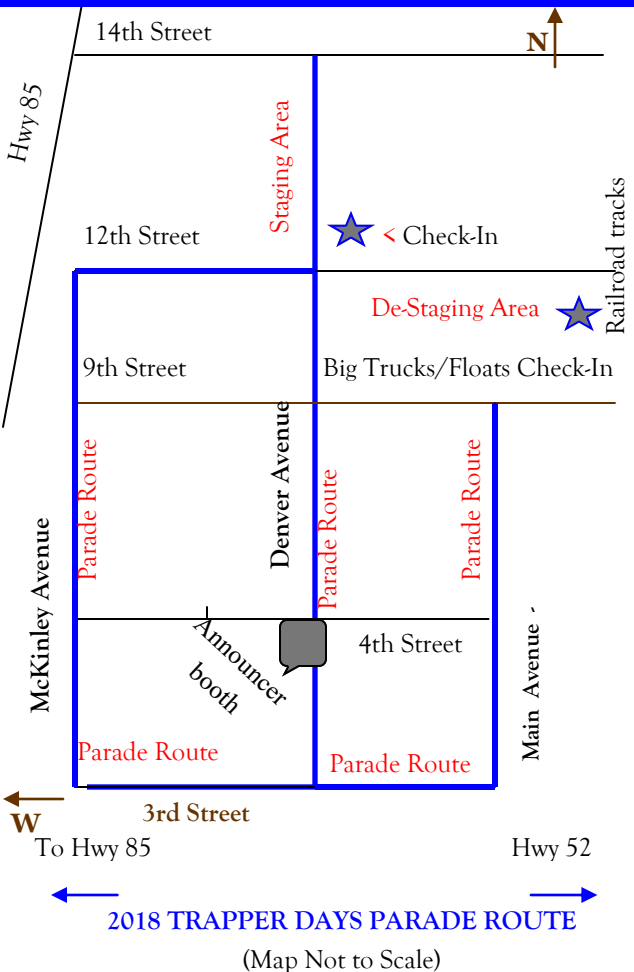 14th Street
N
Hwy 85
Staging Area
12th Street
< Check-In
Railroad tracks
De-Staging Area
9th Street
Big Trucks/Floats Check-In
Parade Route
Denver Avenue
Parade Route
Parade Route
McKinley Avenue
Announcer
booth
4th Street
Main Avenue -
Parade Route
Parade Route
3rd Street
W
To Hwy 85
Hwy 52
2018 TRAPPER DAYS PARADE ROUTE
(Map Not to Scale)